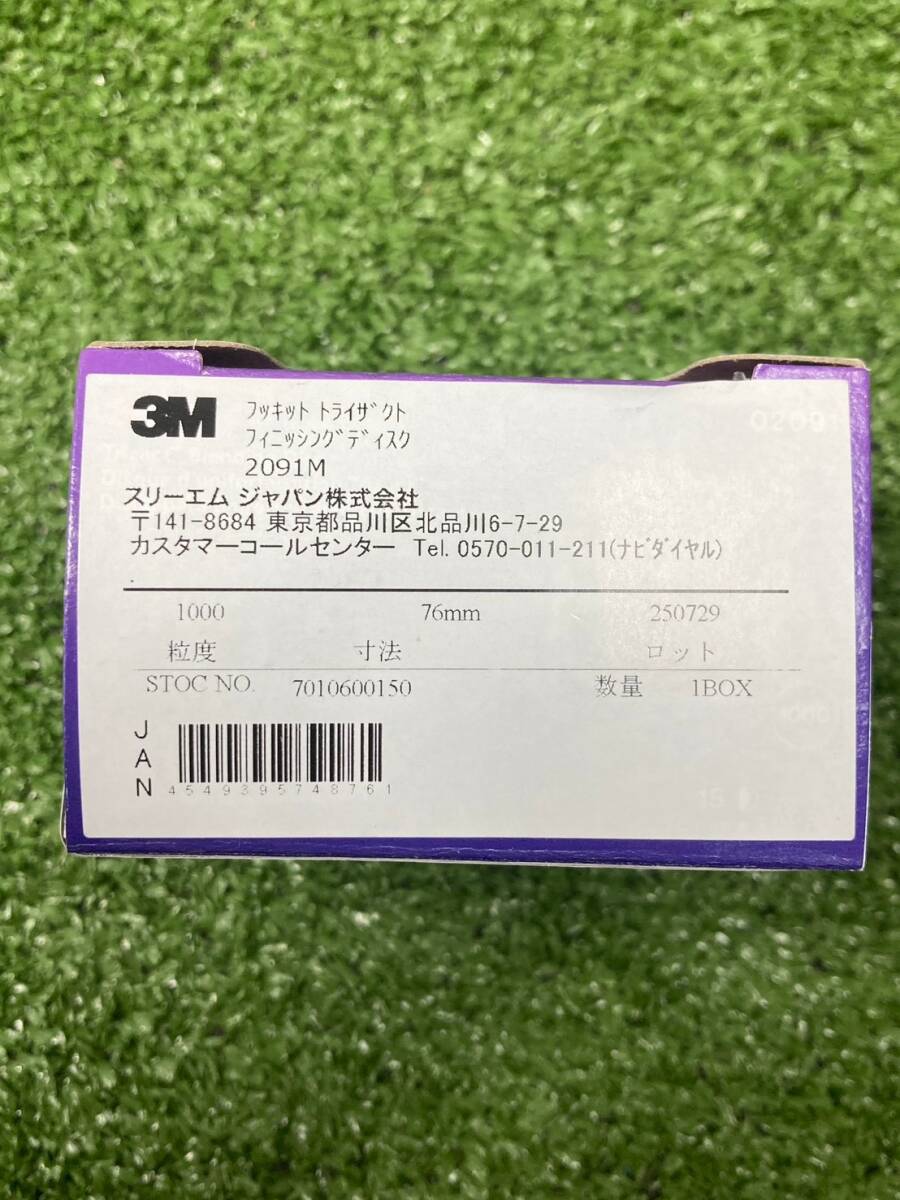 3M
ﾌｯｷｯﾄ ﾄﾗｲｻﾞｸﾄ
ﾌｨﾆｯｼﾝｸﾞﾃﾞｨｽｸ
2091M
スリーエム ジャパン株式会社
〒141-8684 東京都品川区北品川6-7-29
カスタマーコールセンター Tel. 0570-011-211(ﾅﾋﾞﾀﾞｲﾔﾙ)
1000 76mm 250729
粒度 寸法 ロット
STOC NO. 7010600150 数量 1BOX
JAN
4549395748761